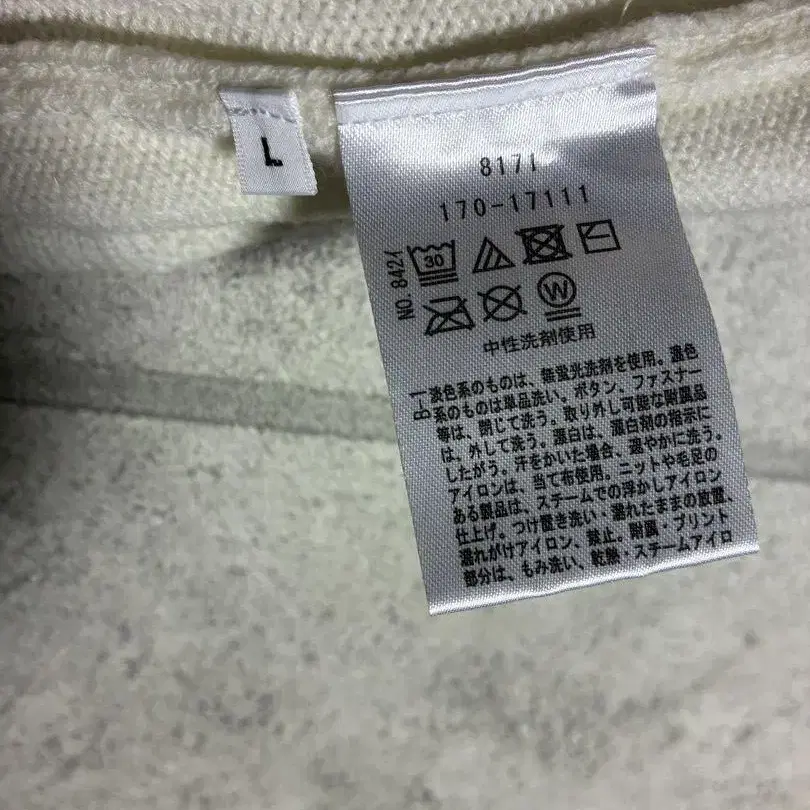 L
8171
170-17111
NO. 842
30
W
中性洗剤使用
BT
淡色系のものは、無蛍光洗剤を使用。濃色
系のものは単品洗い。ボタン、ファスナー
等は、閉じて洗う。取り外し可能な附属品
は、外して洗う。漂白は、漂白剤の指示に
したがう。汗をかいた場合、速やかに洗う。
アイロンは、当て布使用。ニットや毛足の
ある製品は、スチームでの浮かしアイロン
仕上げ。つけ置き洗い・濡れたままの放置、
濡れがけアイロン、禁止。附属・プリント
部分は、もみ洗い、乾熱・スチームアイロ